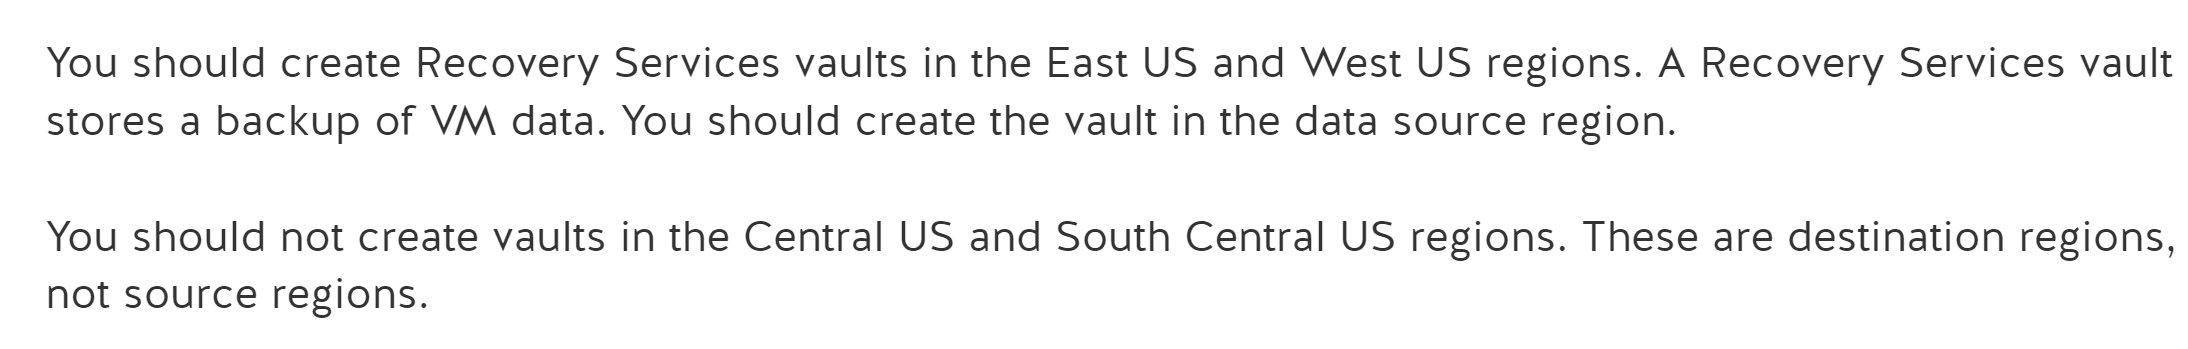 You should create Recovery Services vaults in the East US and West US regions. A Recovery Services vault
stores a backup of VM data. You should create the vault in the data source region.
You should not create vaults in the Central US and South Central US regions. These are destination regions,
not source regions.